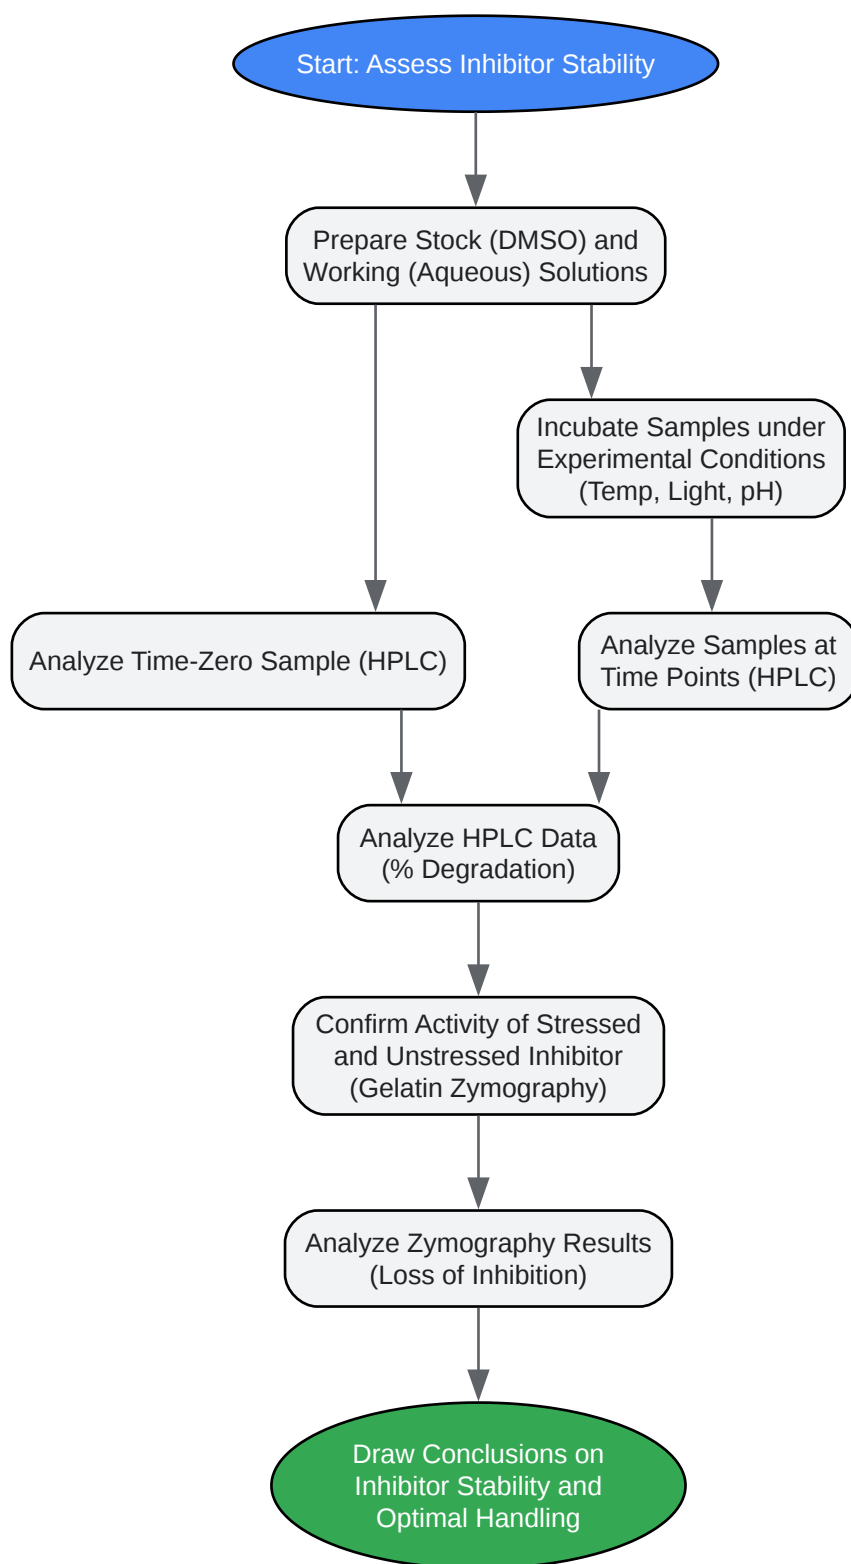 Start: Assess Inhibitor Stability
Prepare Stock (DMSO) and
Working (Aqueous) Solutions
Incubate Samples under
Experimental Conditions
(Temp, Light, pH)
Analyze Time-Zero Sample (HPLC)
Analyze Samples at
Time Points (HPLC)
Analyze HPLC Data
(% Degradation)
Confirm Activity of Stressed
and Unstressed Inhibitor
(Gelatin Zymography)
Analyze Zymography Results
(Loss of Inhibition)
Draw Conclusions on
Inhibitor Stability and
Optimal Handling